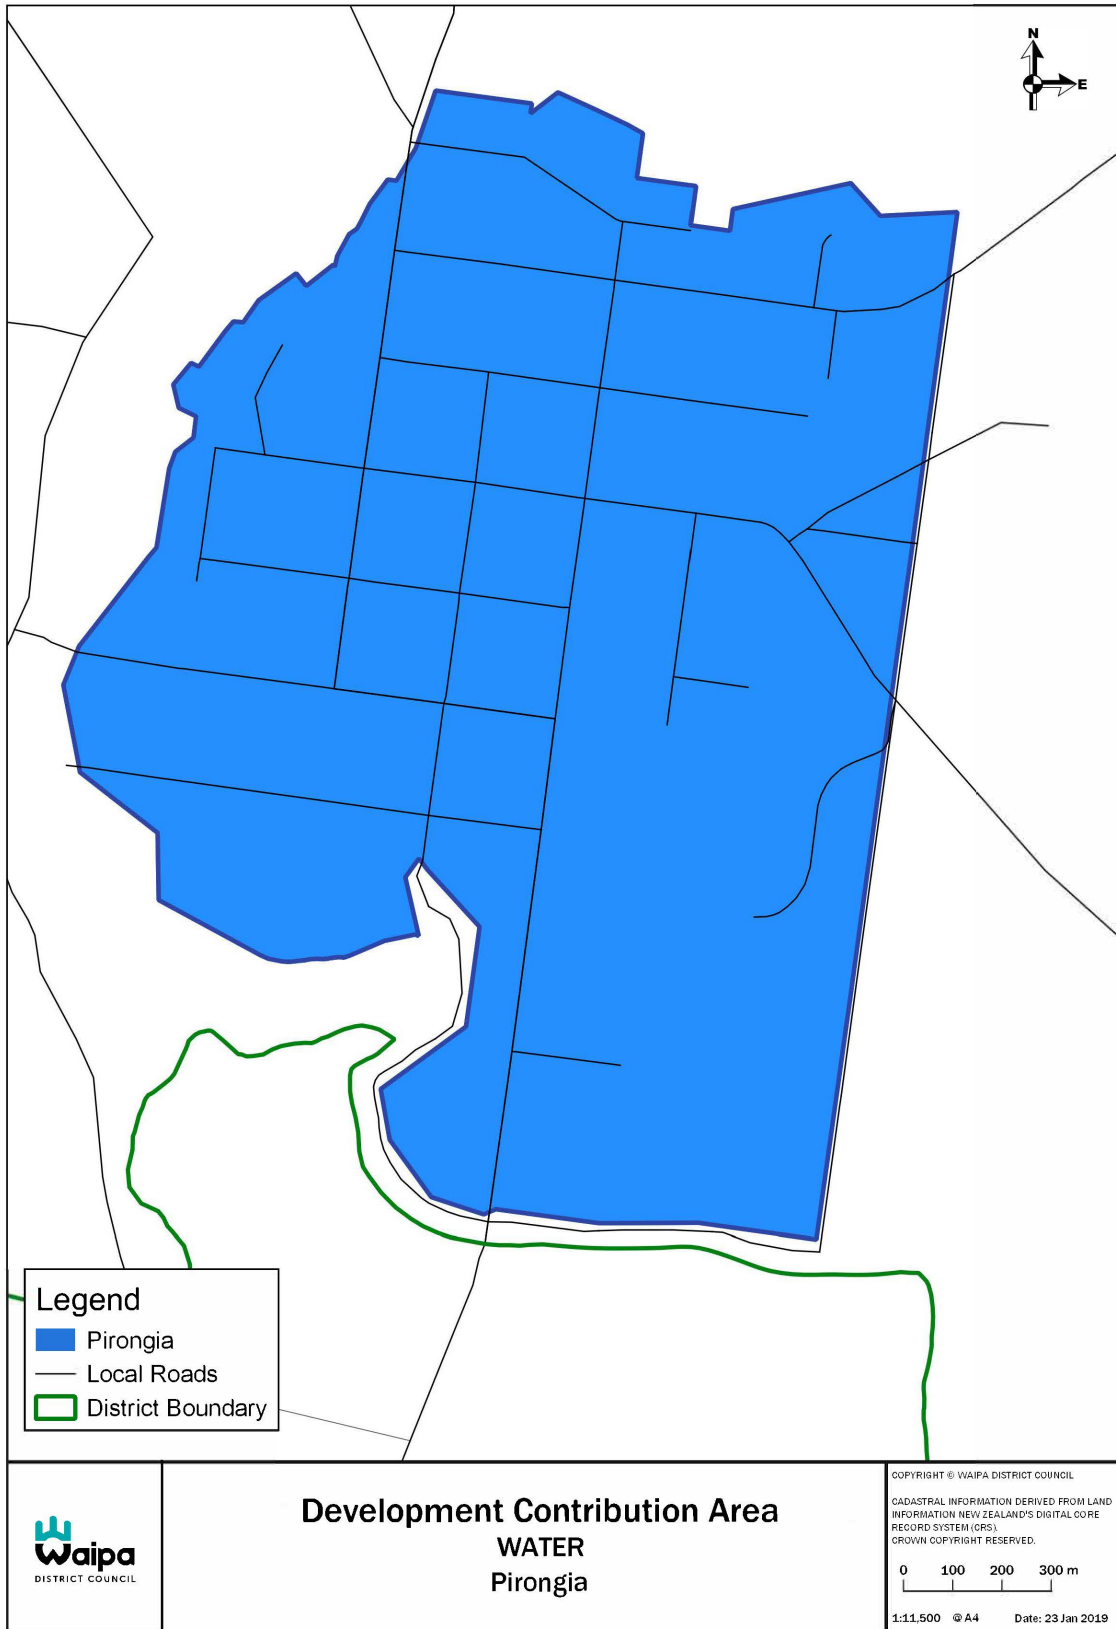 N
E
Legend
Pirongia
Local Roads
District Boundary
Waipa
DISTRICT COUNCIL
Development Contribution Area
WATER
Pirongia
COPYRIGHT © WAIPA DISTRICT COUNCIL
CADASTRAL INFORMATION DERIVED FROM LAND
INFORMATION NEW ZEALAND'S DIGITAL CORE
RECORD SYSTEM (CRS).
CROWN COPYRIGHT RESERVED.
0 100 200 300 m
1:11,500 @ A4 Date: 23 Jan 2019